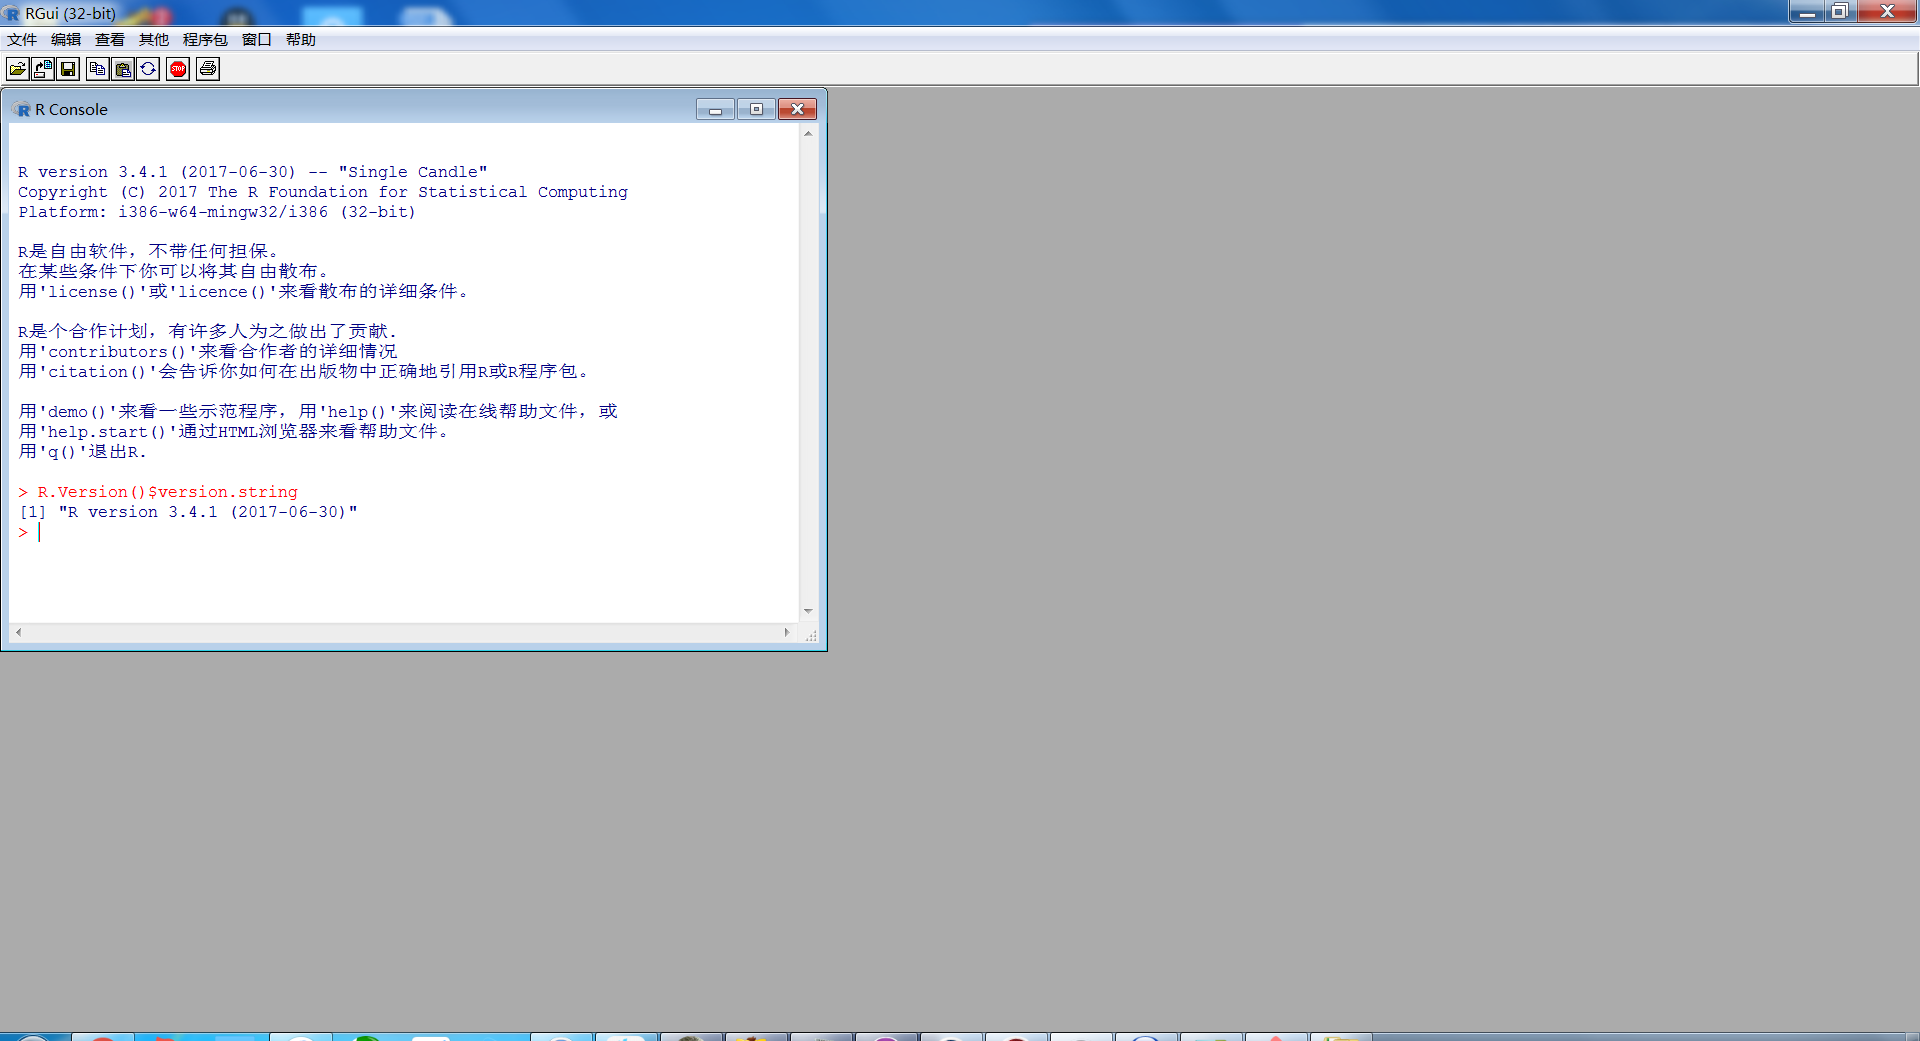 RGui (32-bit)
文件 编辑 查看 其他 程序包 窗口 帮助
STOP
R Console
R version 3.4.1 (2017-06-30) -- "Single Candle"
Copyright (C) 2017 The R Foundation for Statistical Computing
Platform: i386-w64-mingw32/i386 (32-bit)
R是自由软件，不带任何担保。
在某些条件下你可以将其自由散布。
用'license()'或'licence()'来看散布的详细条件。
R是个合作计划，有许多人为之做出了贡献.
用'contributors()'来看合作者的详细情况
用'citation()'会告诉你如何在出版物中正确地引用R或R程序包。
用'demo()'来看一些示范程序，用'help()'来阅读在线帮助文件，或
用'help.start()'通过HTML浏览器来看帮助文件。
用'q()'退出R.
> R.Version()$version.string
[1] "R version 3.4.1 (2017-06-30)"
>